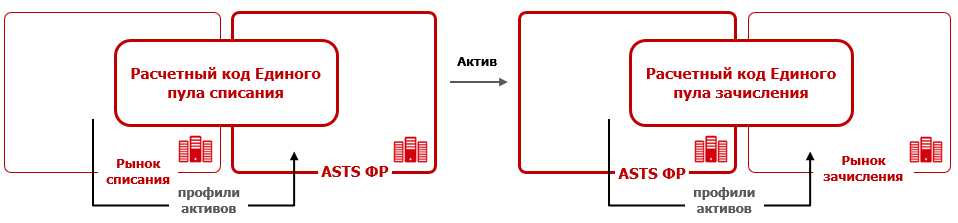 Расчетный код Единого
пула списания
Рынок
списания
ASTS ФР
профили
активов
Актив
Расчетный код Единого
пула зачисления
ASTS ФР
Рынок
зачисления
профили
активов